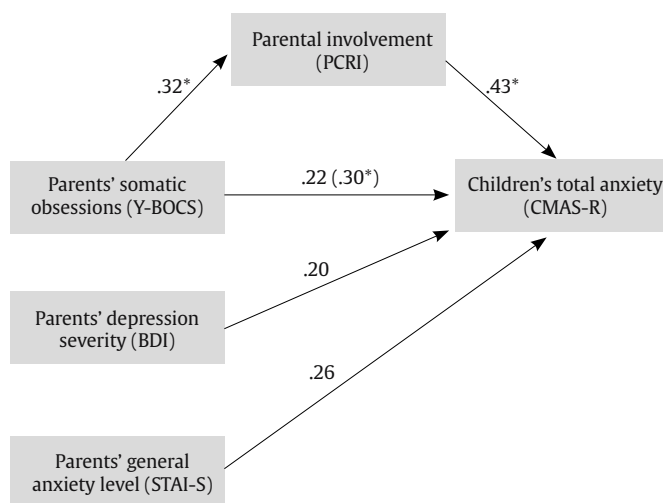 Parental involvement
(PCRI)
.32*
.43*
Parents’ somatic
obsessions (Y-BOCS)
.22 (.30*)
Children’s total anxiety
(CMAS-R)
.20
Parents’ depression
severity (BDI)
.26
Parents’ general
anxiety level (STAI-S)